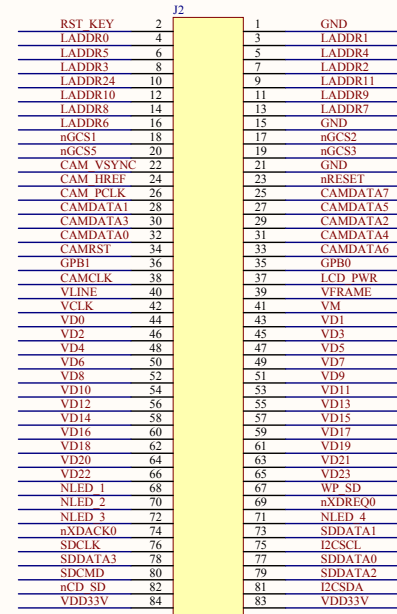 J2
RST_KEY 2 1 GND
LADDR0 4 3 LADDR1
LADDR5 6 5 LADDR4
LADDR3 8 7 LADDR2
LADDR24 10 9 LADDR11
LADDR10 12 11 LADDR9
LADDR8 14 13 LADDR7
LADDR6 16 15 GND
nGCS1 18 17 nGCS2
nGCS5 20 19 nGCS3
CAM_VSYNC 22 21 GND
CAM_HREF 24 23 nRESET
CAM_PCLK 26 25 CAMDATA7
CAMDATA1 28 27 CAMDATA5
CAMDATA3 30 29 CAMDATA2
CAMDATA0 32 31 CAMDATA4
CAMRST 34 33 CAMDATA6
GPB1 36 35 GPB0
CAMCLK 38 37 LCD_PWR
VLINE 40 39 VFRAME
VCLK 42 41 VM
VD0 44 43 VD1
VD2 46 45 VD3
VD4 48 47 VD5
VD6 50 49 VD7
VD8 52 51 VD9
VD10 54 53 VD11
VD12 56 55 VD13
VD14 58 57 VD15
VD16 60 59 VD17
VD18 62 61 VD19
VD20 64 63 VD21
VD22 66 65 VD23
NLED_1 68 67 WP_SD
NLED_2 70 69 nXDREQ0
NLED_3 72 71 NLED_4
nXDACK0 74 73 SDDATA1
SDCLK 76 75 I2CSCL
SDDATA3 78 77 SDDATA0
SDCMD 80 79 SDDATA2
nCD_SD 82 81 I2CSDA
VDD33V 84 83 VDD33V